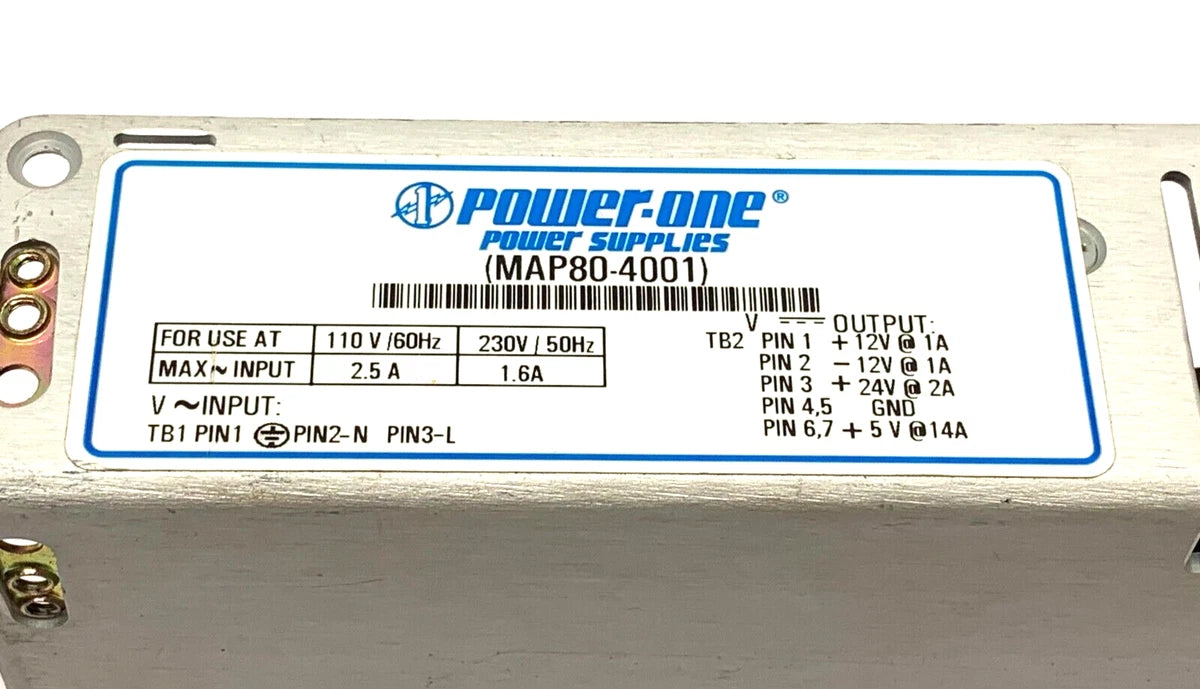 POWER-ONE®
POWER SUPPLIES
(MAP80-4001)
FOR USE AT 110 V/60Hz 230V/50Hz
MAX ~ INPUT 2.5 A 1.6A
V ~INPUT:
TB1 PIN1 ⏚ PIN2-N PIN3-L
V ⎓ OUTPUT:
TB2 PIN 1 +12V @ 1A
PIN 2 -12V @ 1A
PIN 3 + 24V @ 2A
PIN 4,5 GND
PIN 6,7 + 5 V @14A